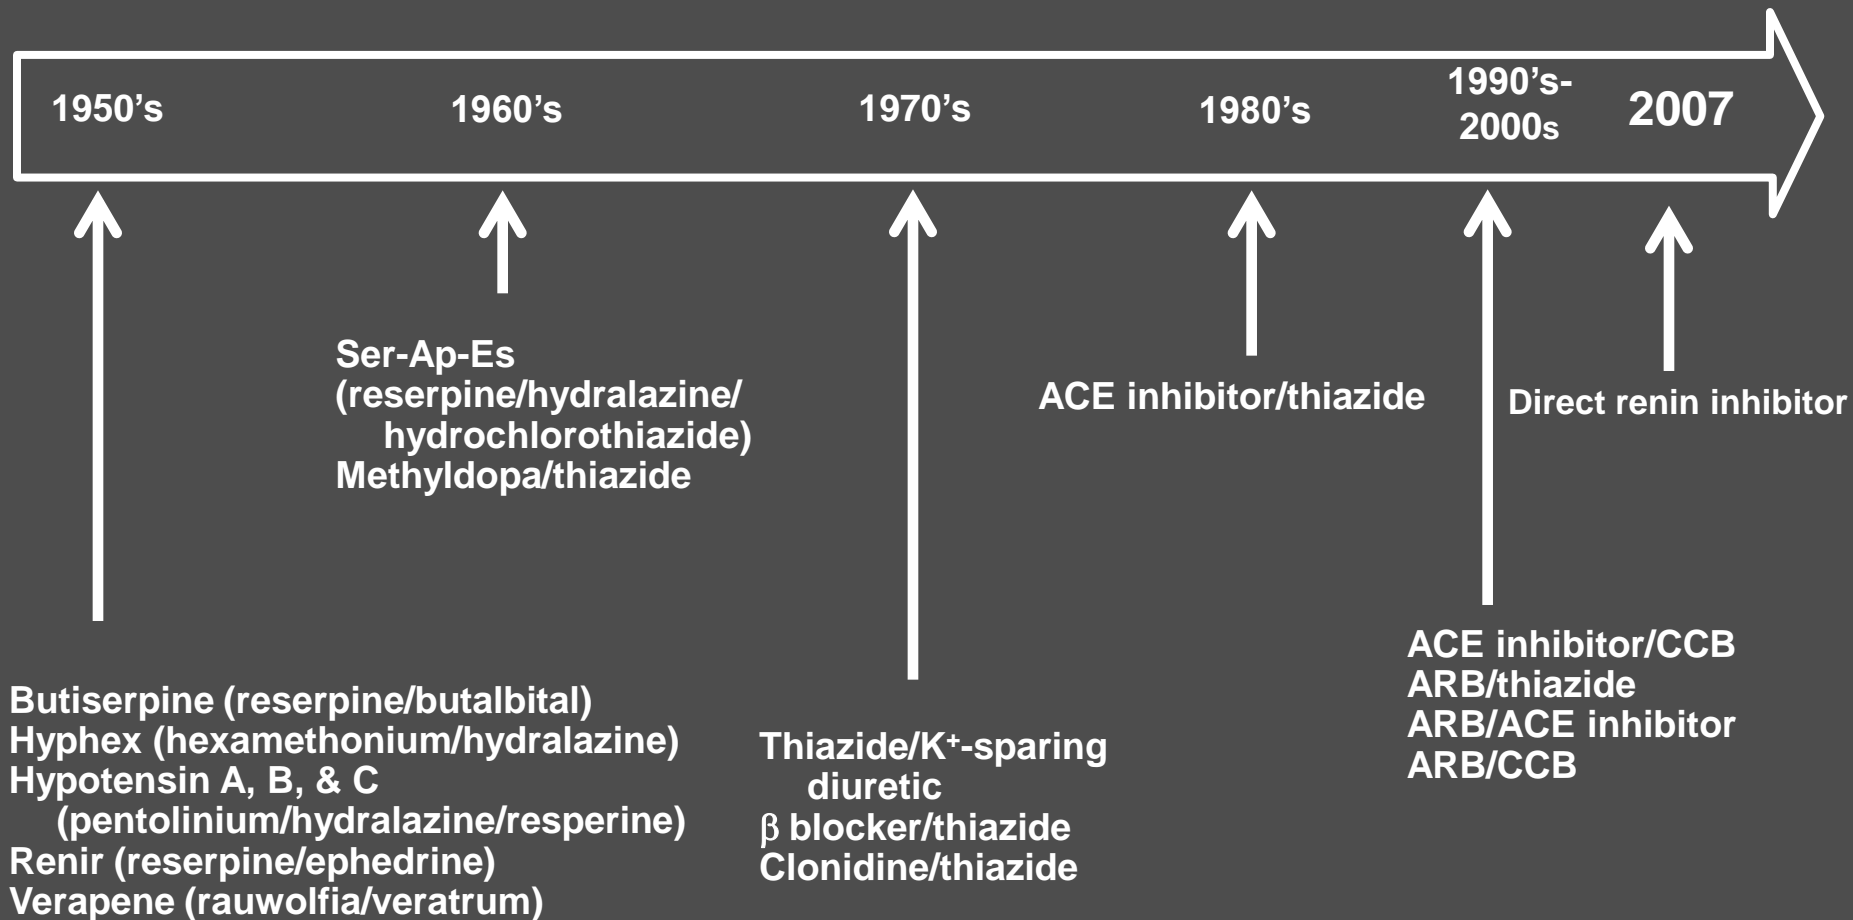 1950’s
1960’s
1970’s
1980’s
1990’s-
2000s
2007
Ser-Ap-Es
(reserpine/hydralazine/
hydrochlorothiazide)
Methyldopa/thiazide
ACE inhibitor/thiazide
Direct renin inhibitor
Butiserpine (reserpine/butalbital)
Hyphex (hexamethonium/hydralazine)
Hypotensin A, B, & C
(pentolinium/hydralazine/resperine)
Renir (reserpine/ephedrine)
Verapene (rauwolfia/veratrum)
Thiazide/K⁺-sparing
diuretic
β blocker/thiazide
Clonidine/thiazide
ACE inhibitor/CCB
ARB/thiazide
ARB/ACE inhibitor
ARB/CCB